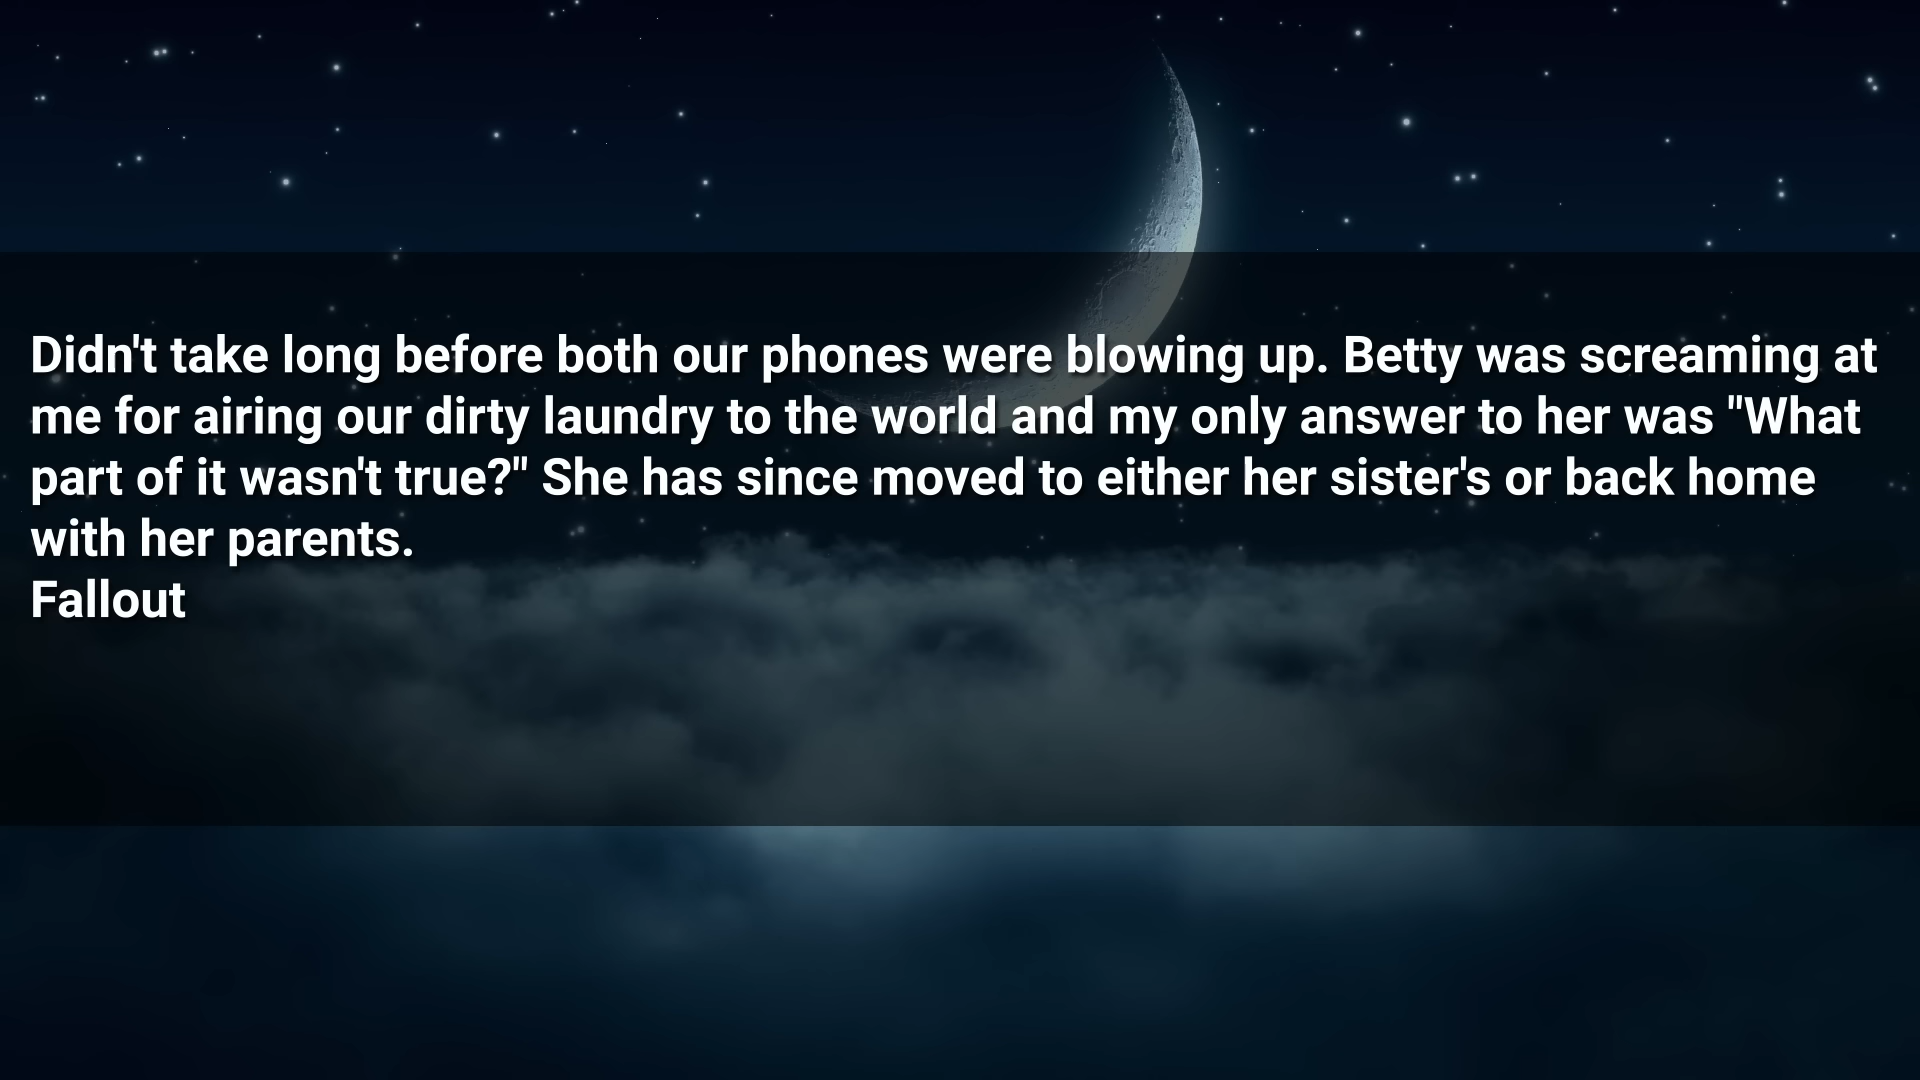 Didn't take long before both our phones were blowing up. Betty was screaming at
me for airing our dirty laundry to the world and my only answer to her was "What
part of it wasn't true?" She has since moved to either her sister's or back home
with her parents.
Fallout